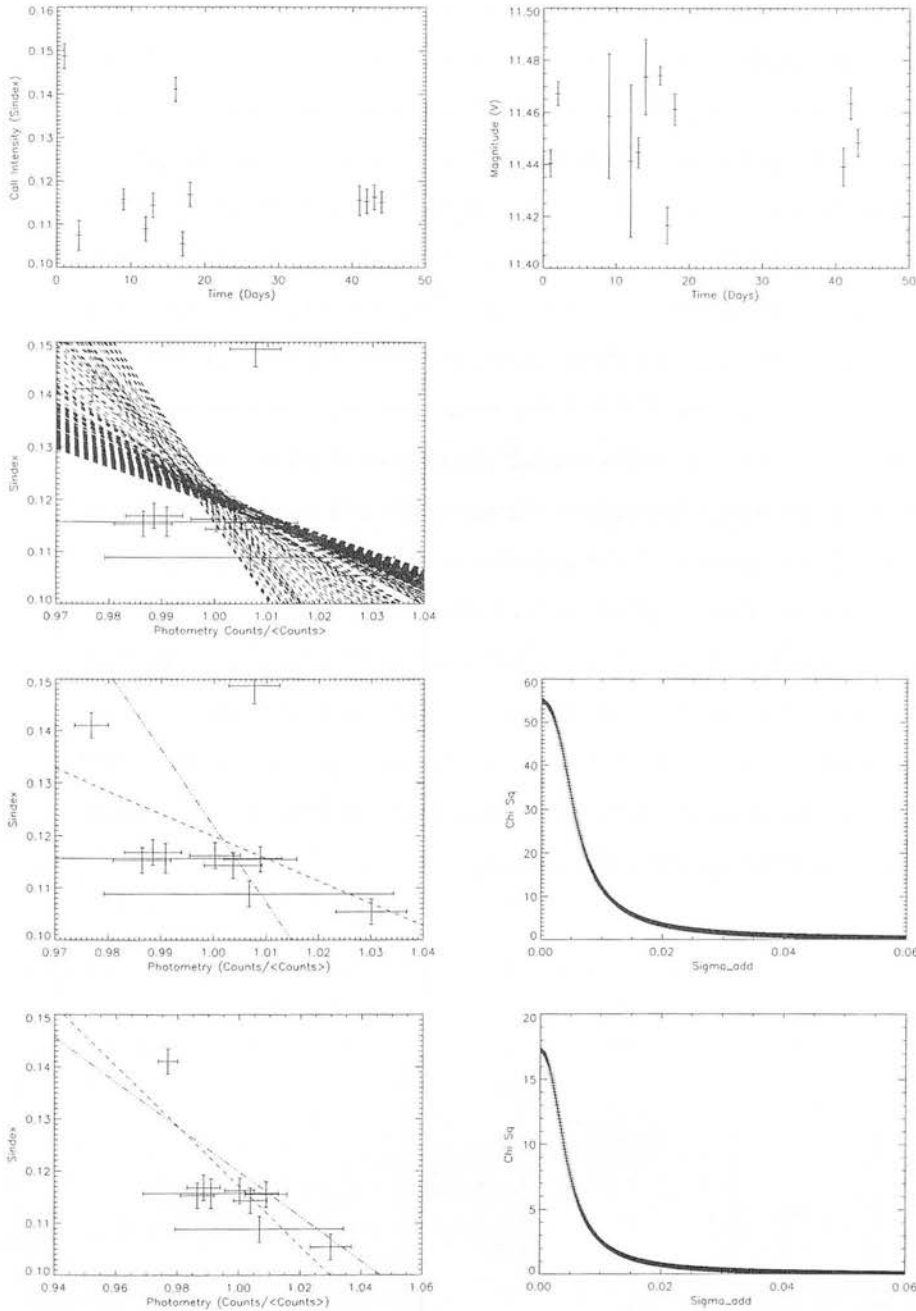 0.16
0.15
0.14
0.13
0.12
0.11
0.10
CaII Intensity (Sindex)
0 10 20 30 40 50
Time (Days)
11.50
11.48
11.46
11.44
11.42
11.40
Magnitude (V)
0 10 20 30 40 50
Time (Days)
0.15
0.14
0.13
0.12
0.11
0.10
Sindex
0.97 0.98 0.99 1.00 1.01 1.02 1.03 1.04
Photometry Counts/<Counts>
0.15
0.14
0.13
0.12
0.11
0.10
Sindex
0.97 0.98 0.99 1.00 1.01 1.02 1.03 1.04
Photometry (Counts/<Counts>)
60
50
40
30
20
10
0
Chi Sq
0.00 0.02 0.04 0.06
Sigma_add
0.15
0.14
0.13
0.12
0.11
0.10
Sindex
0.94 0.96 0.98 1.00 1.02 1.04 1.06
Photometry (Counts/<Counts>)
20
15
10
5
0
Chi Sq
0.00 0.02 0.04 0.06
Sigma_add